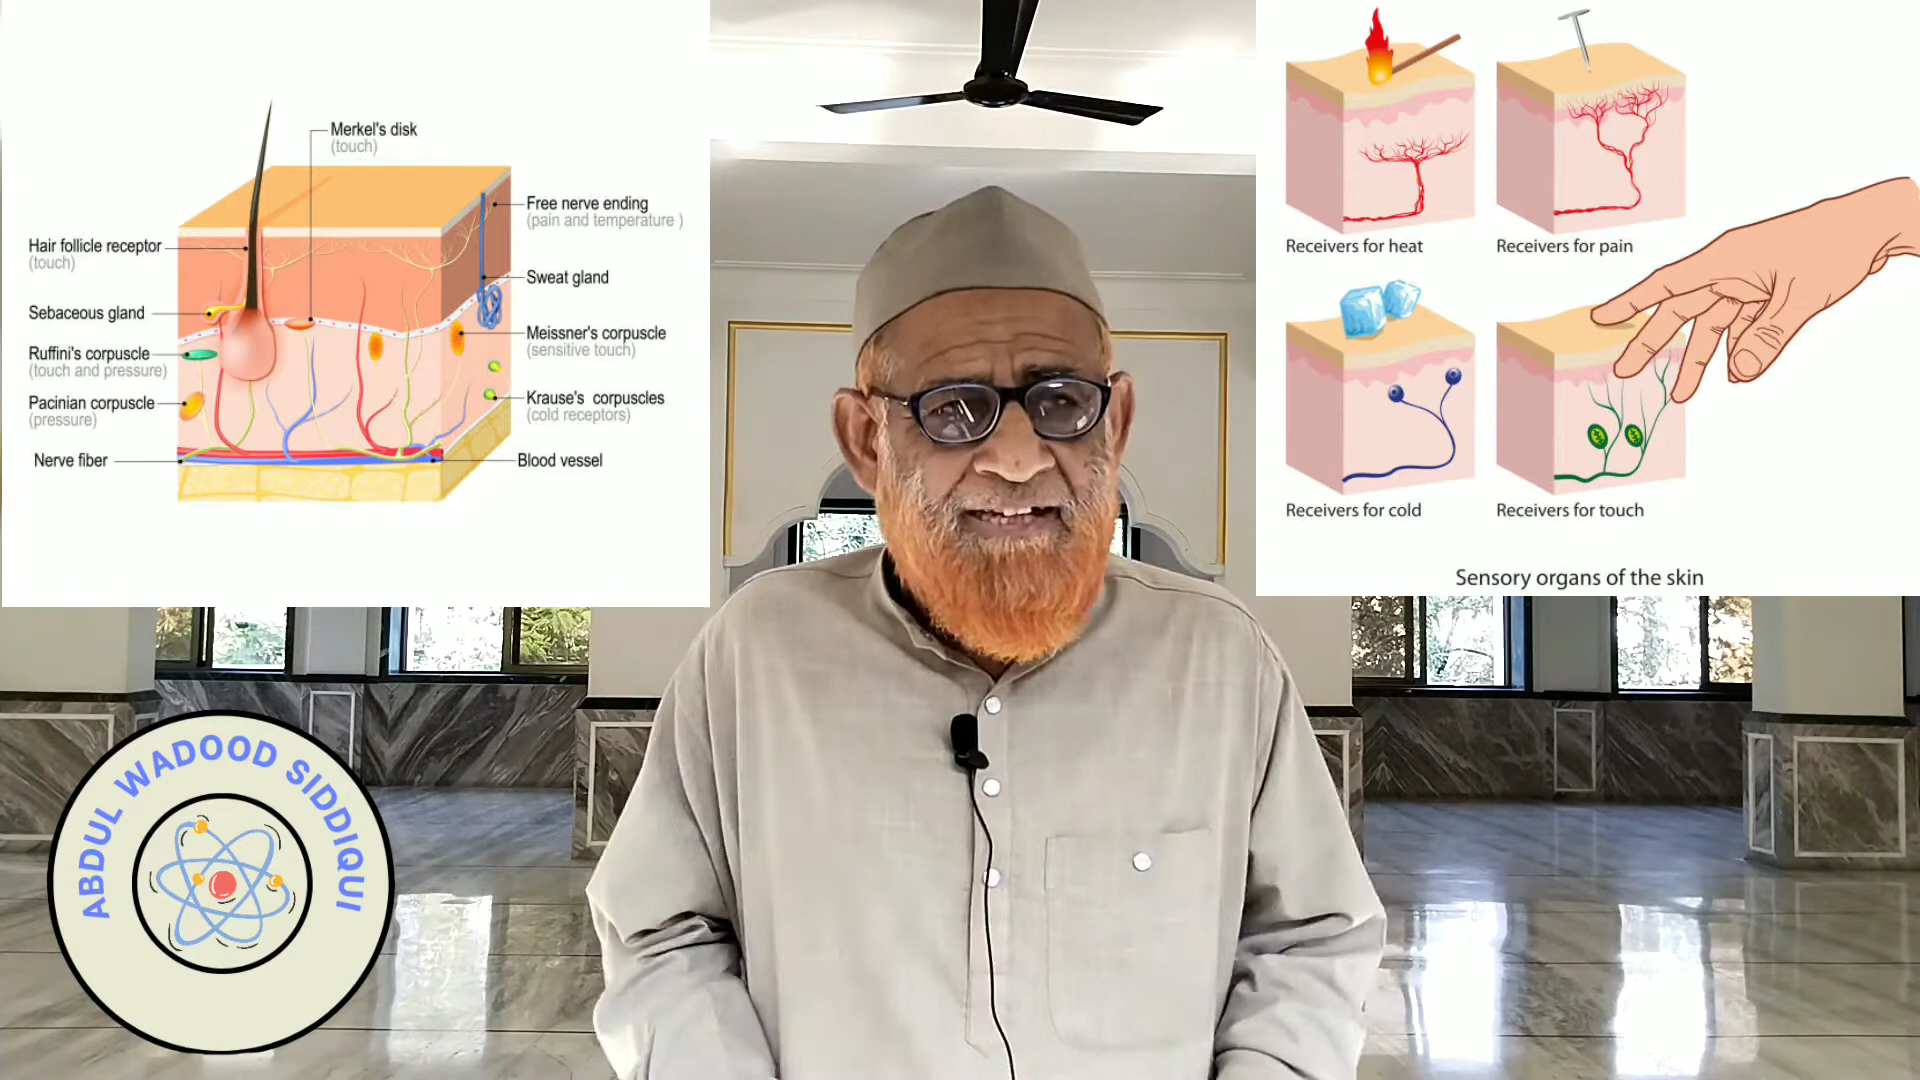 Merkel's disk
(touch)
Free nerve ending
(pain and temperature )
Hair follicle receptor
(touch)
Sweat gland
Sebaceous gland
Meissner's corpuscle
(sensitive touch)
Ruffini's corpuscle
(touch and pressure)
Pacinian corpuscle
(pressure)
Krause's corpuscles
(cold receptors)
Nerve fiber
Blood vessel
Receivers for heat
Receivers for pain
Receivers for cold
Receivers for touch
Sensory organs of the skin
ABDUL WADOOD SIDDIQUI